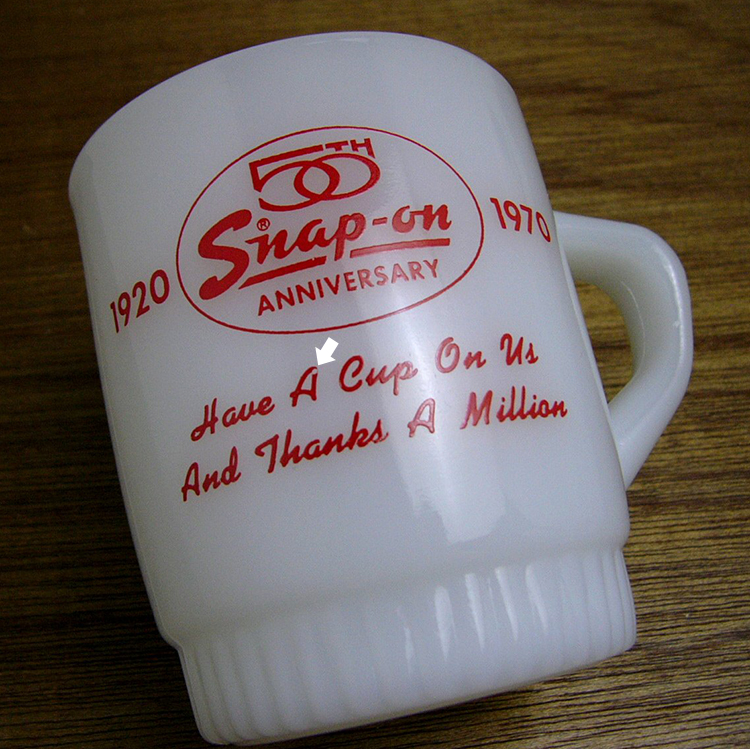 50TH
1920 Snap-on® 1970
ANNIVERSARY
Have A Cup On Us
And Thanks A Million